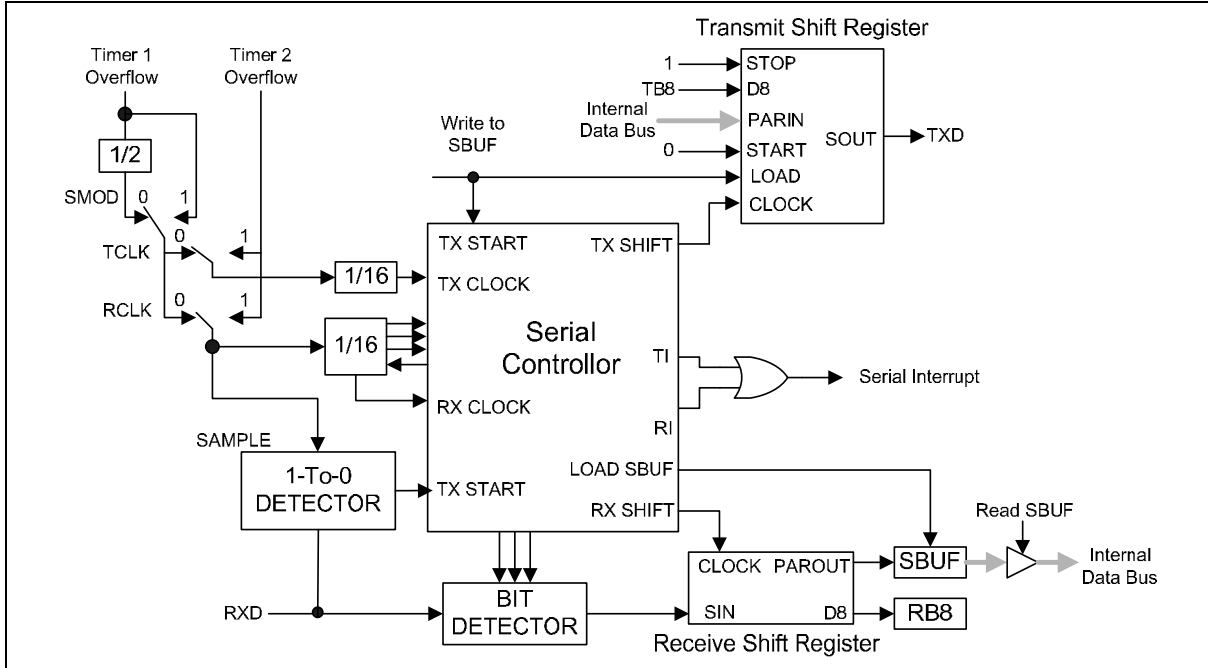 Transmit Shift Register
Timer 1
Overflow
Timer 2
Overflow
1/2
SMOD
0
1
TCLK
0
1
RCLK
0
1
1/16
1/16
Write to
SBUF
1
TB8
Internal
Data Bus
0
STOP
D8
PARIN
START
LOAD
CLOCK
SOUT
TXD
TX START
TX CLOCK
TX SHIFT
Serial
Controllor
TI
RI
Serial Interrupt
RX CLOCK
SAMPLE
1-To-0
DETECTOR
TX START
LOAD SBUF
RX SHIFT
RXD
BIT
DETECTOR
CLOCK
PAROUT
SIN
D8
Receive Shift Register
SBUF
RB8
Read SBUF
Internal
Data Bus